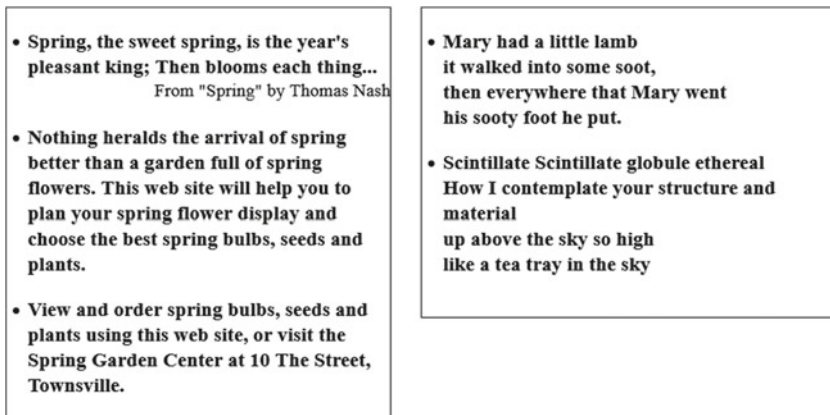 • Spring, the sweet spring, is the year's
pleasant king; Then blooms each thing...
From "Spring" by Thomas Nash
• Nothing heralds the arrival of spring
better than a garden full of spring
flowers. This web site will help you to
plan your spring flower display and
choose the best spring bulbs, seeds and
plants.
• View and order spring bulbs, seeds and
plants using this web site, or visit the
Spring Garden Center at 10 The Street,
Townsville.
• Mary had a little lamb
it walked into some soot,
then everywhere that Mary went
his sooty foot he put.
• Scintillate Scintillate globule ethereal
How I contemplate your structure and
material
up above the sky so high
like a tea tray in the sky